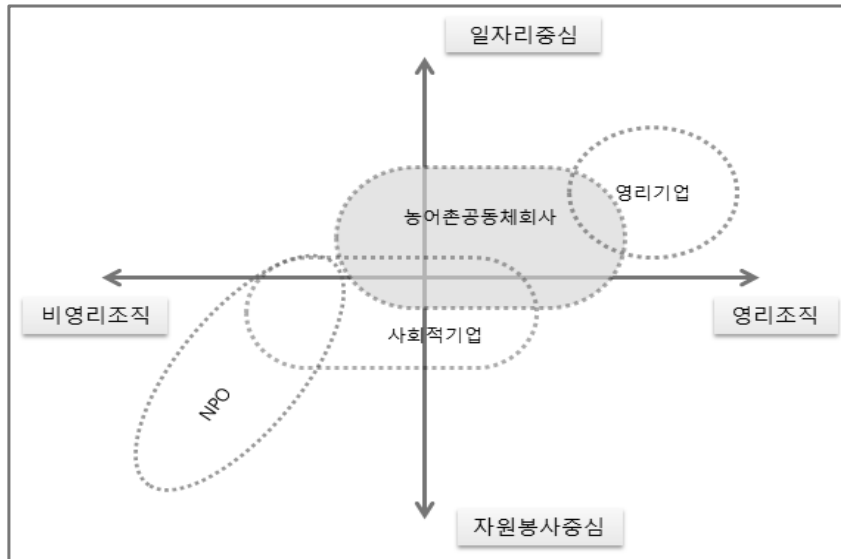 일자리중심
영리기업
농어촌공동체회사
비영리조직
영리조직
사회적기업
NPO
자원봉사중심